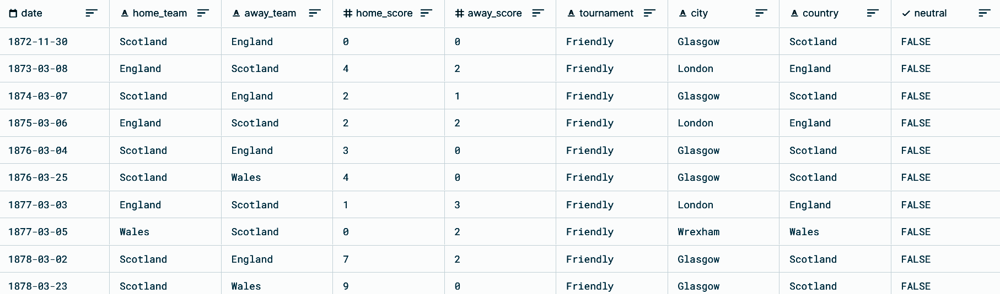 date home_team away_team home_score away_score tournament city country neutral
1872-11-30 Scotland England 0 0 Friendly Glasgow Scotland FALSE
1873-03-08 England Scotland 4 2 Friendly London England FALSE
1874-03-07 Scotland England 2 1 Friendly Glasgow Scotland FALSE
1875-03-06 England Scotland 2 2 Friendly London England FALSE
1876-03-04 Scotland England 3 0 Friendly Glasgow Scotland FALSE
1876-03-25 Scotland Wales 4 0 Friendly Glasgow Scotland FALSE
1877-03-03 England Scotland 1 3 Friendly London England FALSE
1877-03-05 Wales Scotland 0 2 Friendly Wrexham Wales FALSE
1878-03-02 Scotland England 7 2 Friendly Glasgow Scotland FALSE
1878-03-23 Scotland Wales 9 0 Friendly Glasgow Scotland FALSE